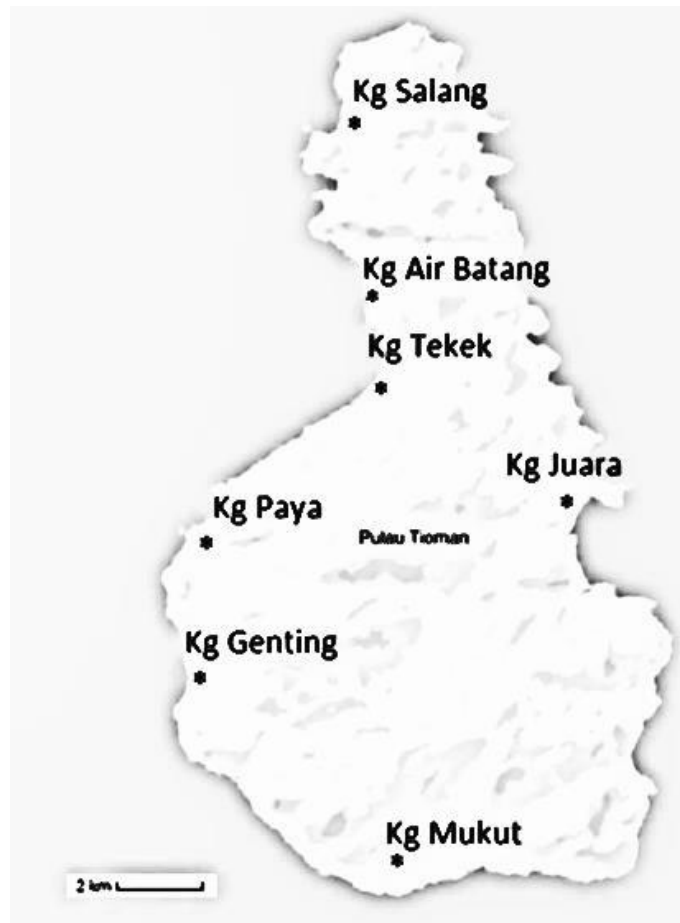 Kg Salang
Kg Air Batang
Kg Tekek
Kg Juara
Kg Paya
Pulau Tioman
Kg Genting
Kg Mukut
2 km